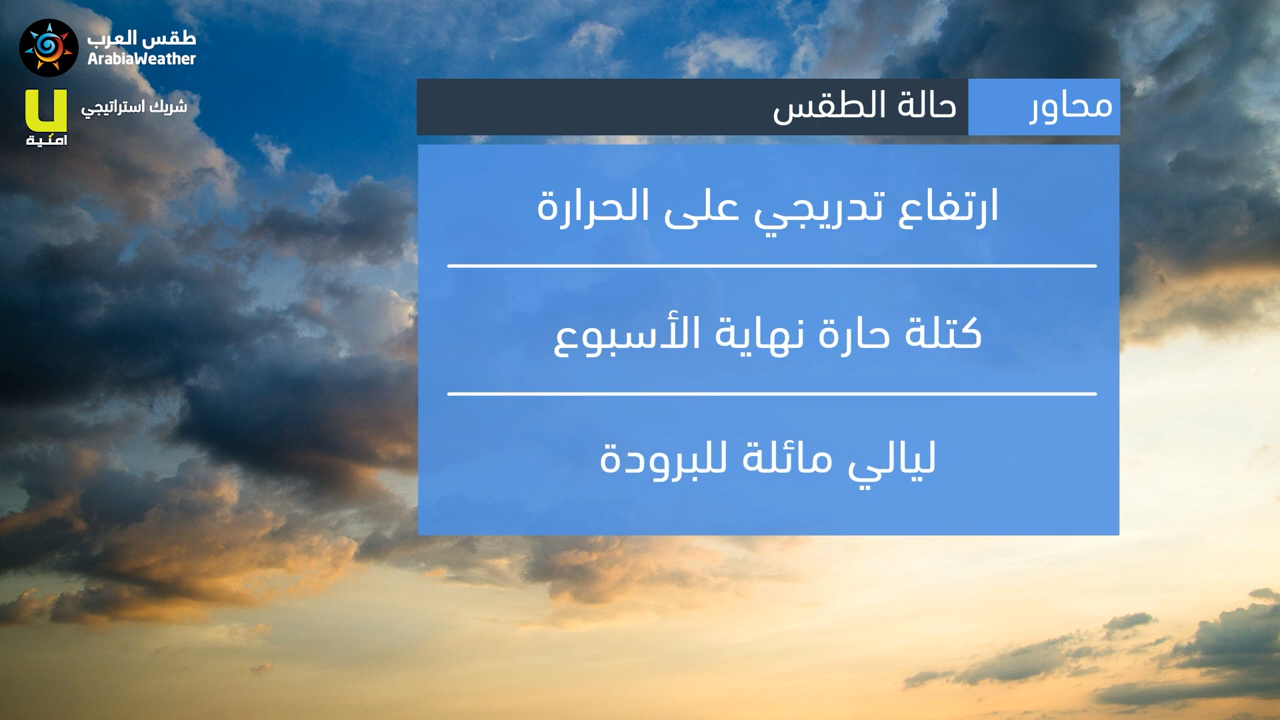 طقس العرب
ArabiaWeather
شريك استراتيجي
امنية
محاور
حالة الطقس
ارتفاع تدريجي على الحرارة
كتلة حارة نهاية الأسبوع
ليالي مائلة للبرودة